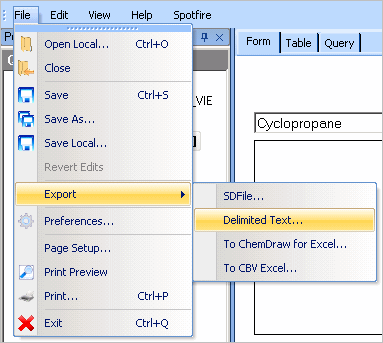 File Edit View Help Spotfire
Open Local... Ctrl+O
Close
Save Ctrl+S
Save As...
Save Local...
Revert Edits
Export
Preferences...
Page Setup...
Print Preview
Print... Ctrl+P
Exit Ctrl+Q
_VIE
Form Table Query
Cyclopropane
SDFile...
Delimited Text...
To ChemDraw for Excel...
To CBV Excel...